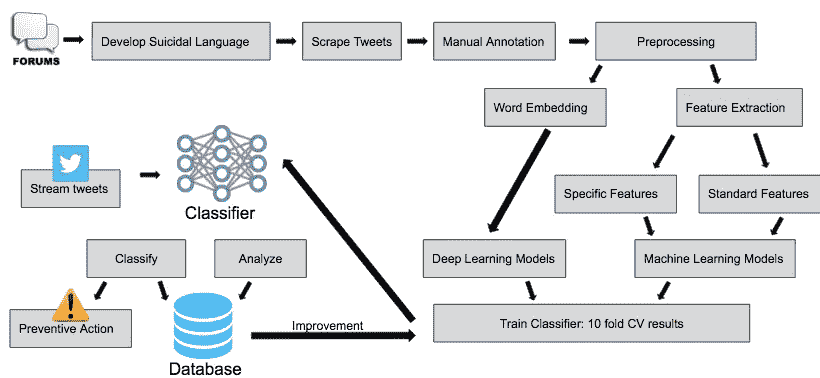 FORUMS
Develop Suicidal Language
Scrape Tweets
Manual Annotation
Preprocessing
Word Embedding
Feature Extraction
Stream tweets
Classifier
Specific Features
Standard Features
Classify
Analyze
Deep Learning Models
Machine Learning Models
Preventive Action
Improvement
Train Classifier: 10 fold CV results
Database